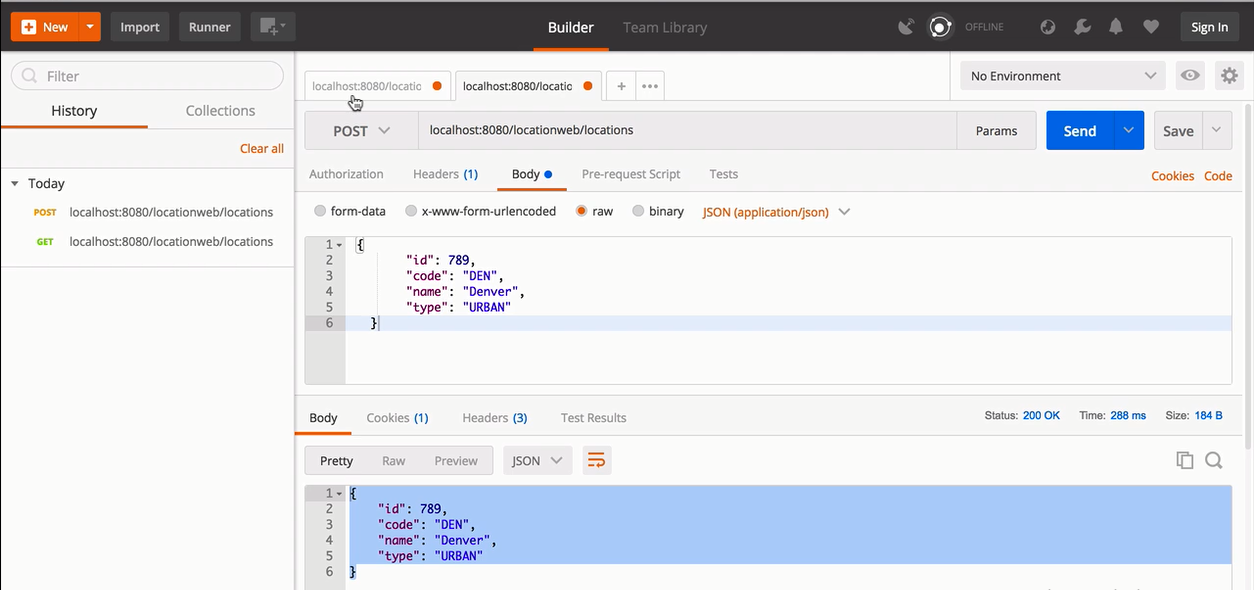 New Import Runner Builder Team Library OFFLINE Sign In
Filter
History Collections
Clear all
Today
POST localhost:8080/locationweb/locations
GET localhost:8080/locationweb/locations
localhost:8080/locatic localhost:8080/locatic + ••• No Environment
POST localhost:8080/locationweb/locations Params Send Save
Authorization Headers (1) Body Pre-request Script Tests Cookies Code
form-data x-www-form-urlencoded raw binary JSON (application/json)
1 {
2 "id": 789,
3 "code": "DEN",
4 "name": "Denver",
5 "type": "URBAN"
6 }
Body Cookies (1) Headers (3) Test Results Status: 200 OK Time: 288 ms Size: 184 B
Pretty Raw Preview JSON
1 {
2 "id": 789,
3 "code": "DEN",
4 "name": "Denver",
5 "type": "URBAN"
6 }